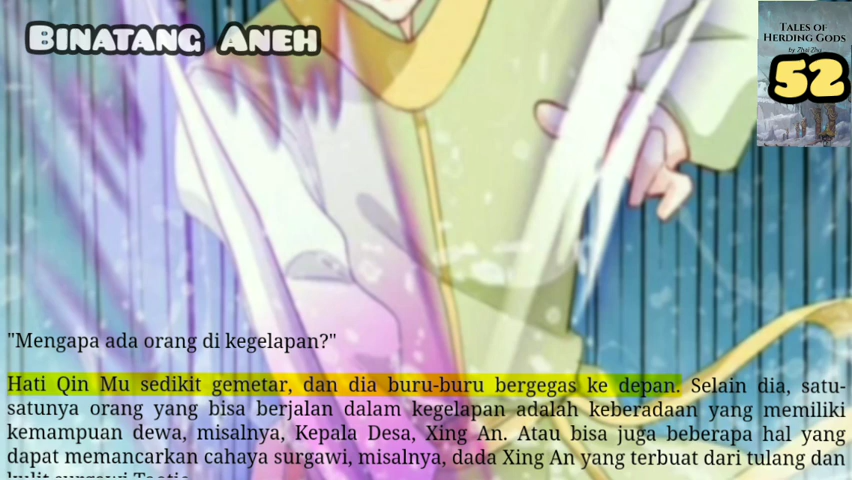 Binatang Aneh
Tales of
Herding Gods
by Zhai Zhu
52
"Mengapa ada orang di kegelapan?"
Hati Qin Mu sedikit gemetar, dan dia buru-buru bergegas ke depan. Selain dia, satu-
satunya orang yang bisa berjalan dalam kegelapan adalah keberadaan yang memiliki
kemampuan dewa, misalnya, Kepala Desa, Xing An. Atau bisa juga beberapa hal yang
dapat memancarkan cahaya surgawi, misalnya, dada Xing An yang terbuat dari tulang dan